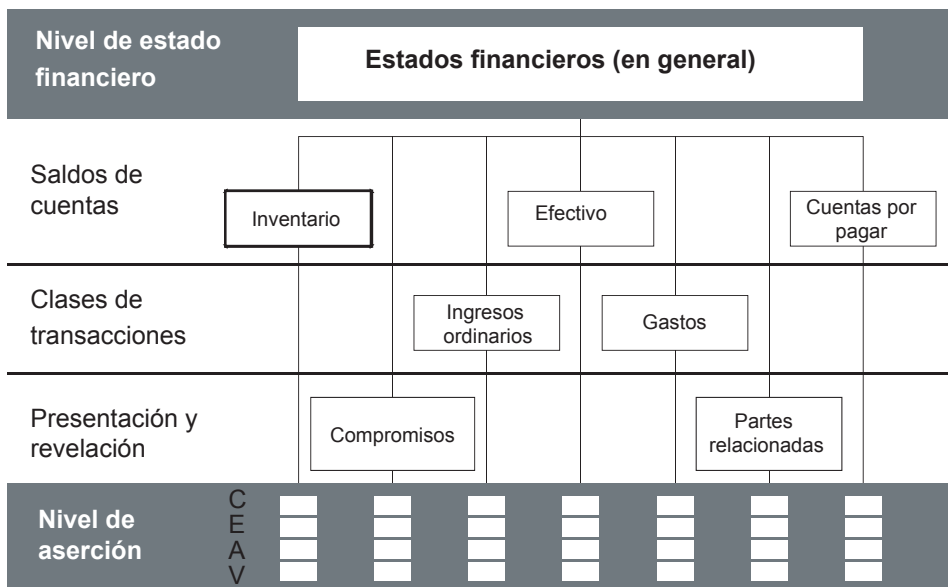 Nivel de estado
financiero
Estados financieros (en general)
Saldos de
cuentas
Inventario
Efectivo
Cuentas por
pagar
Clases de
transacciones
Ingresos
ordinarios
Gastos
Presentación y
revelación
Compromisos
Partes
relacionadas
Nivel de
aserción
C
E
A
V